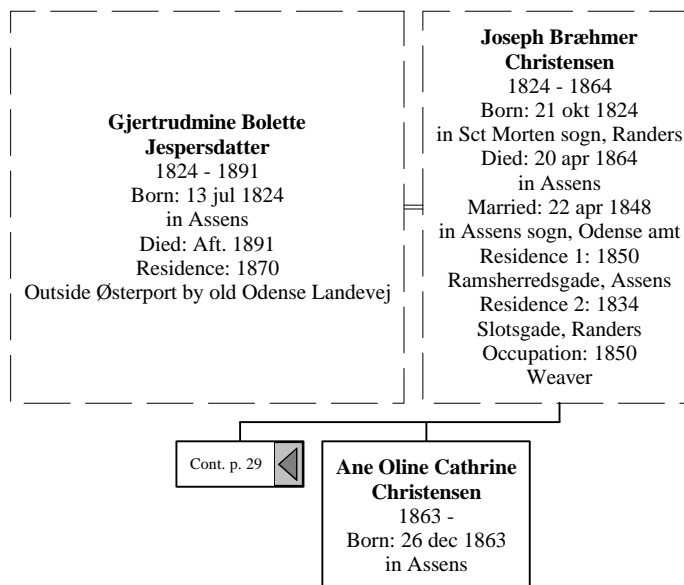 Gjertrudmine Bolette
Jespersdatter
1824 - 1891
Born: 13 jul 1824
in Assens
Died: Aft. 1891
Residence: 1870
Outside Østerport by old Odense Landevej
Joseph Bræhmer
Christensen
1824 - 1864
Born: 21 okt 1824
in Sct Morten sogn, Randers
Died: 20 apr 1864
in Assens
Married: 22 apr 1848
in Assens sogn, Odense amt
Residence 1: 1850
Ramsherredsgade, Assens
Residence 2: 1834
Slotsgade, Randers
Occupation: 1850
Weaver
Cont. p. 29
Ane Oline Cathrine
Christensen
1863 -
Born: 26 dec 1863
in Assens